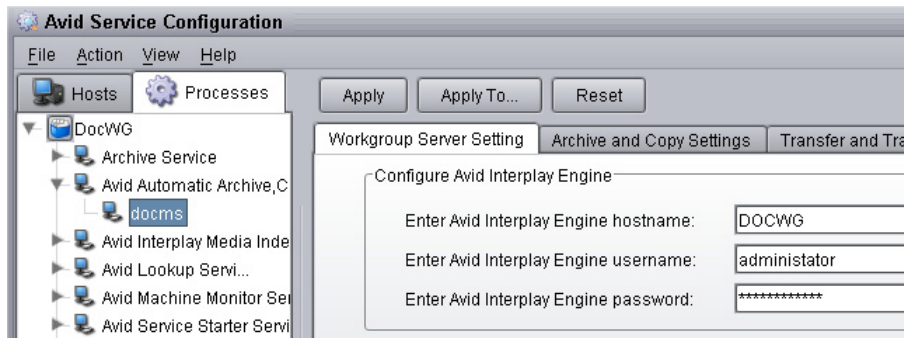 Avid Service Configuration
File Action View Help
Hosts Processes
Apply Apply To... Reset
DocWG
Archive Service
Avid Automatic Archive,C
docms
Avid Interplay Media Inde
Avid Lookup Servi...
Avid Machine Monitor Ser
Avid Service Starter Servi
Workgroup Server Setting Archive and Copy Settings Transfer and Tra
Configure Avid Interplay Engine
Enter Avid Interplay Engine hostname: DOCWG
Enter Avid Interplay Engine username: administator
Enter Avid Interplay Engine password: *************